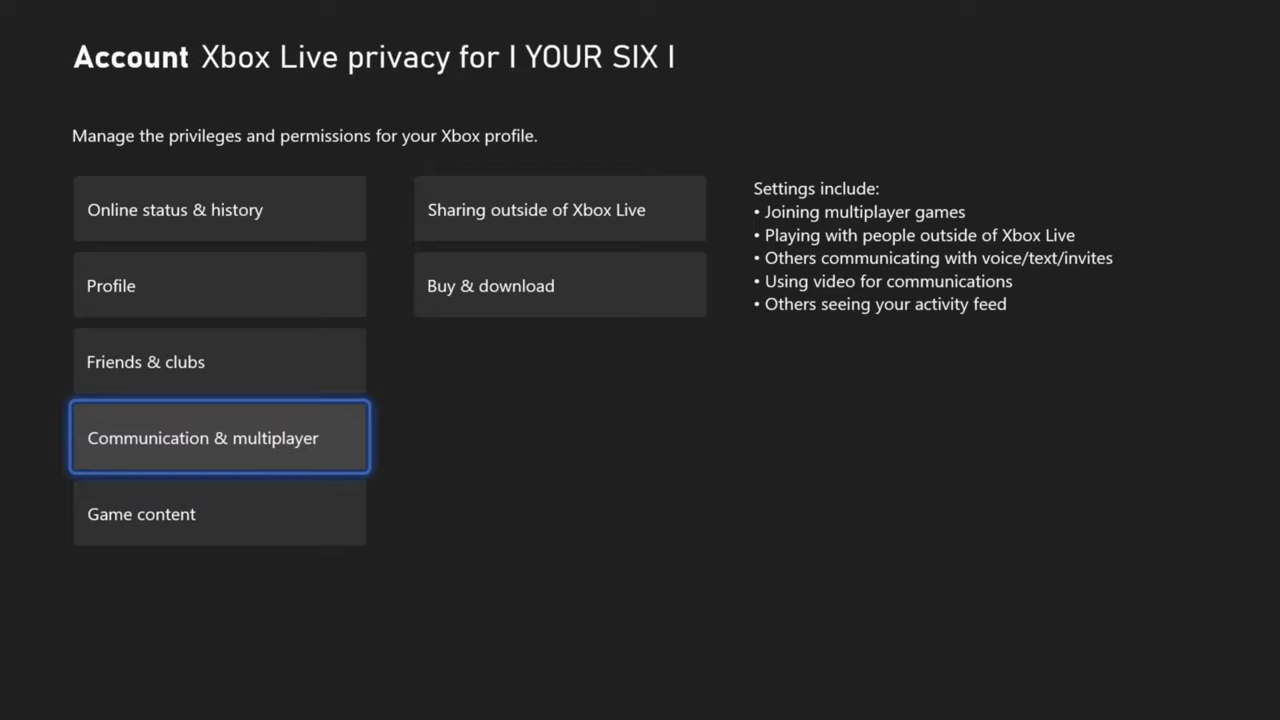 Account Xbox Live privacy for I YOUR SIX I
Manage the privileges and permissions for your Xbox profile.
Online status & history
Profile
Friends & clubs
Communication & multiplayer
Game content
Sharing outside of Xbox Live
Buy & download
Settings include:
• Joining multiplayer games
• Playing with people outside of Xbox Live
• Others communicating with voice/text/invites
• Using video for communications
• Others seeing your activity feed